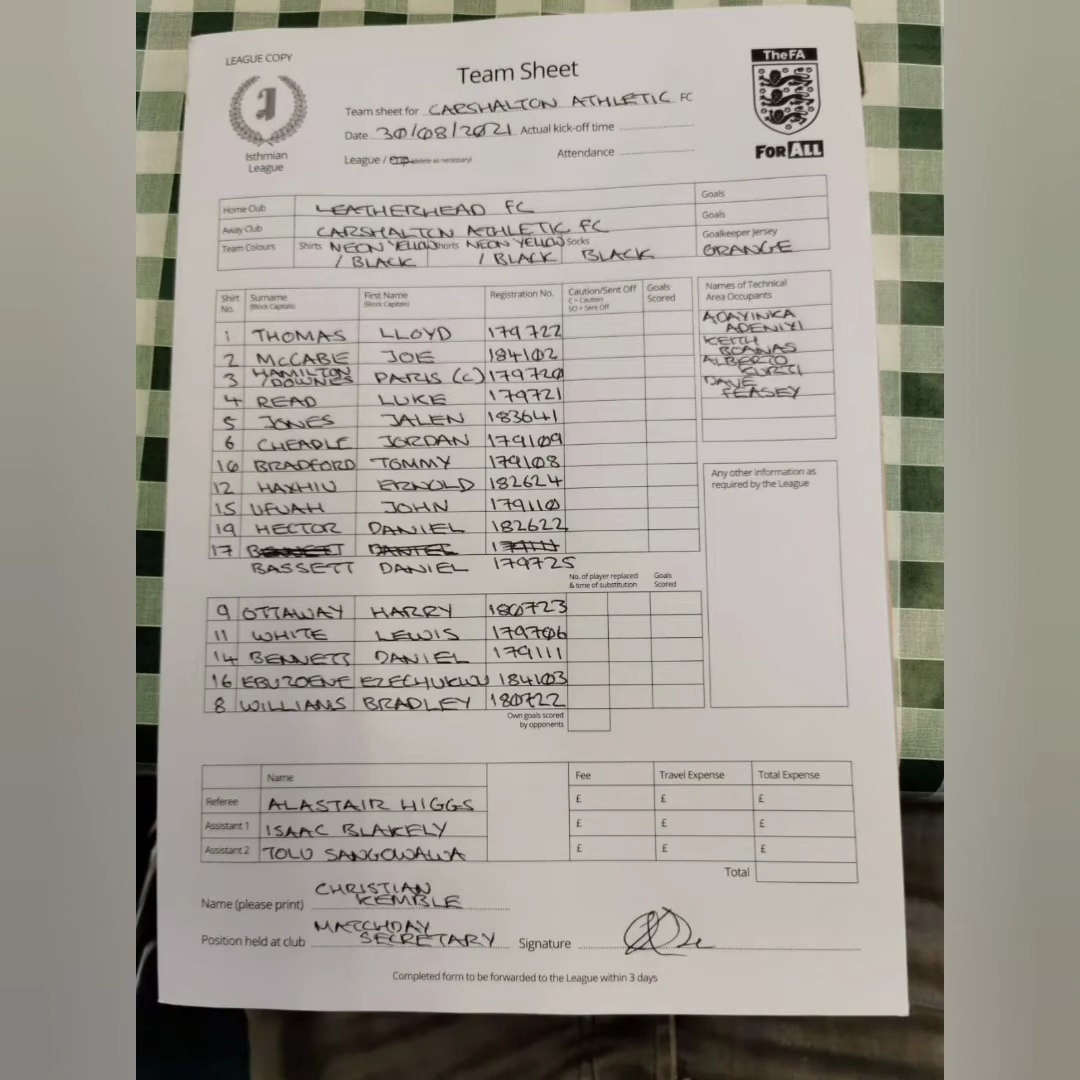 LEAGUE COPY
Team Sheet
TheFA
FOR ALL
Isthmian
League
Team sheet for CARSHALTON ATHLETIC FC
Date 30/08/2021 Actual kick-off time
League / Cup (delete as necessary) Attendance
Home Club LEATHERHEAD FC Goals
Away Club CARSHALTON ATHLETIC FC Goals
Team Colours Shirts NEON YELLOW / BLACK Shorts NEON YELLOW / BLACK Socks BLACK Goalkeeper Jersey ORANGE
Shirt No. Surname (Block Capitals) First Name (Block Capitals) Registration No. Caution/Sent Off C = Caution SO = Sent Off Goals Scored
1 THOMAS LLOYD 179722
2 McCABE JOE 184102
3 HAMILTON /DOWNES PARIS (C) 179720
4 READ LUKE 179721
5 JONES JALEN 183641
6 CHEADLE JORDAN 179109
10 BRADFORD TOMMY 179108
12 HAXHIU ERNOLD 182624
15 UFUAH JOHN 179110
19 HECTOR DANIEL 182622
17 BENNETT DANIEL 179111
BASSETT DANIEL 179725
Names of Technical
Area Occupants
ADAYINKA
ADENIYI
KEITH
BOANAS
ALBERTO
KURTI
DAVE
FEASEY
Any other information as
required by the League
No. of player replaced & time of substitution Goals Scored
9 OTTAWAY HARRY 180723
11 WHITE LEWIS 179706
14 BENNETT DANIEL 179111
16 EBUZOEME EZECHUKWU 184103
8 WILLIAMS BRADLEY 180722
Own goals scored
by opponents
Name Fee Travel Expense Total Expense
Referee ALASTAIR HIGGS £ £ £
Assistant 1 ISAAC BLAKELY £ £ £
Assistant 2 TOLU SANGOWAWA £ £ £
Total
Name (please print) CHRISTIAN KEMBLE
Position held at club MATCHDAY SECRETARY Signature
Completed form to be forwarded to the League within 3 days